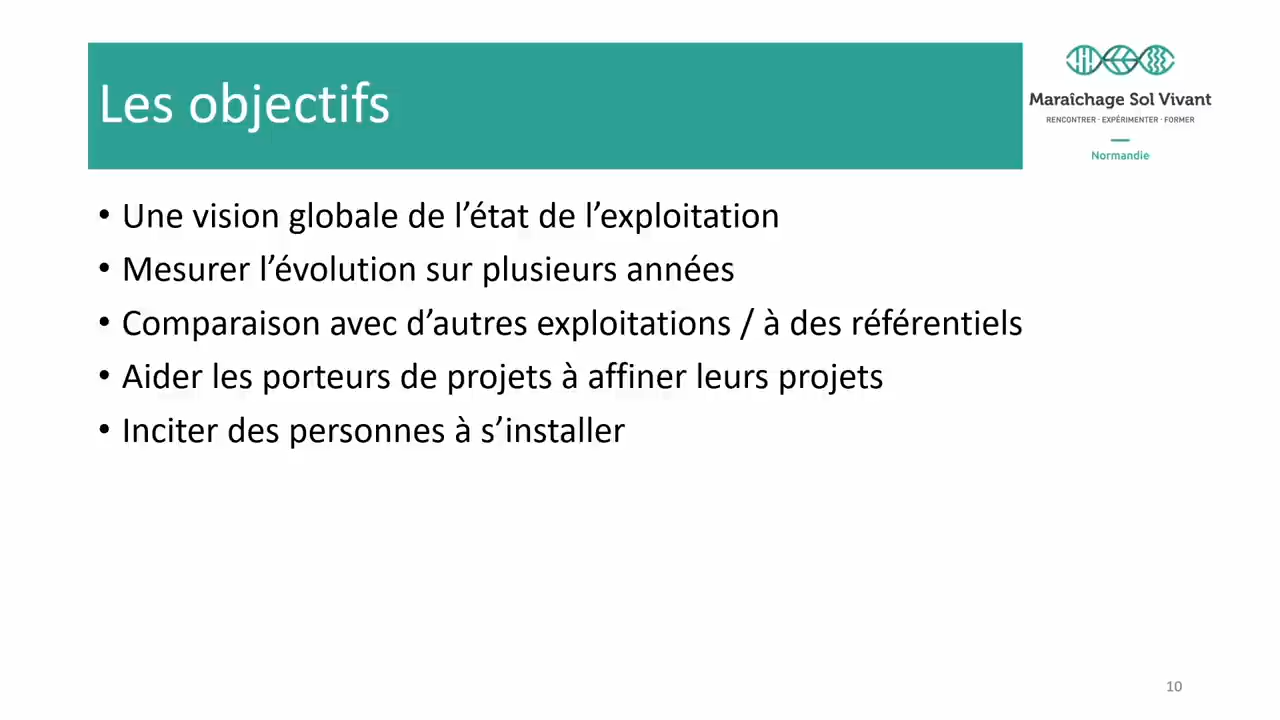 Les objectifs
Maraîchage Sol Vivant
RENCONTRER · EXPÉRIMENTER · FORMER
Normandie
• Une vision globale de l’état de l’exploitation
• Mesurer l’évolution sur plusieurs années
• Comparaison avec d’autres exploitations / à des référentiels
• Aider les porteurs de projets à affiner leurs projets
• Inciter des personnes à s’installer
10